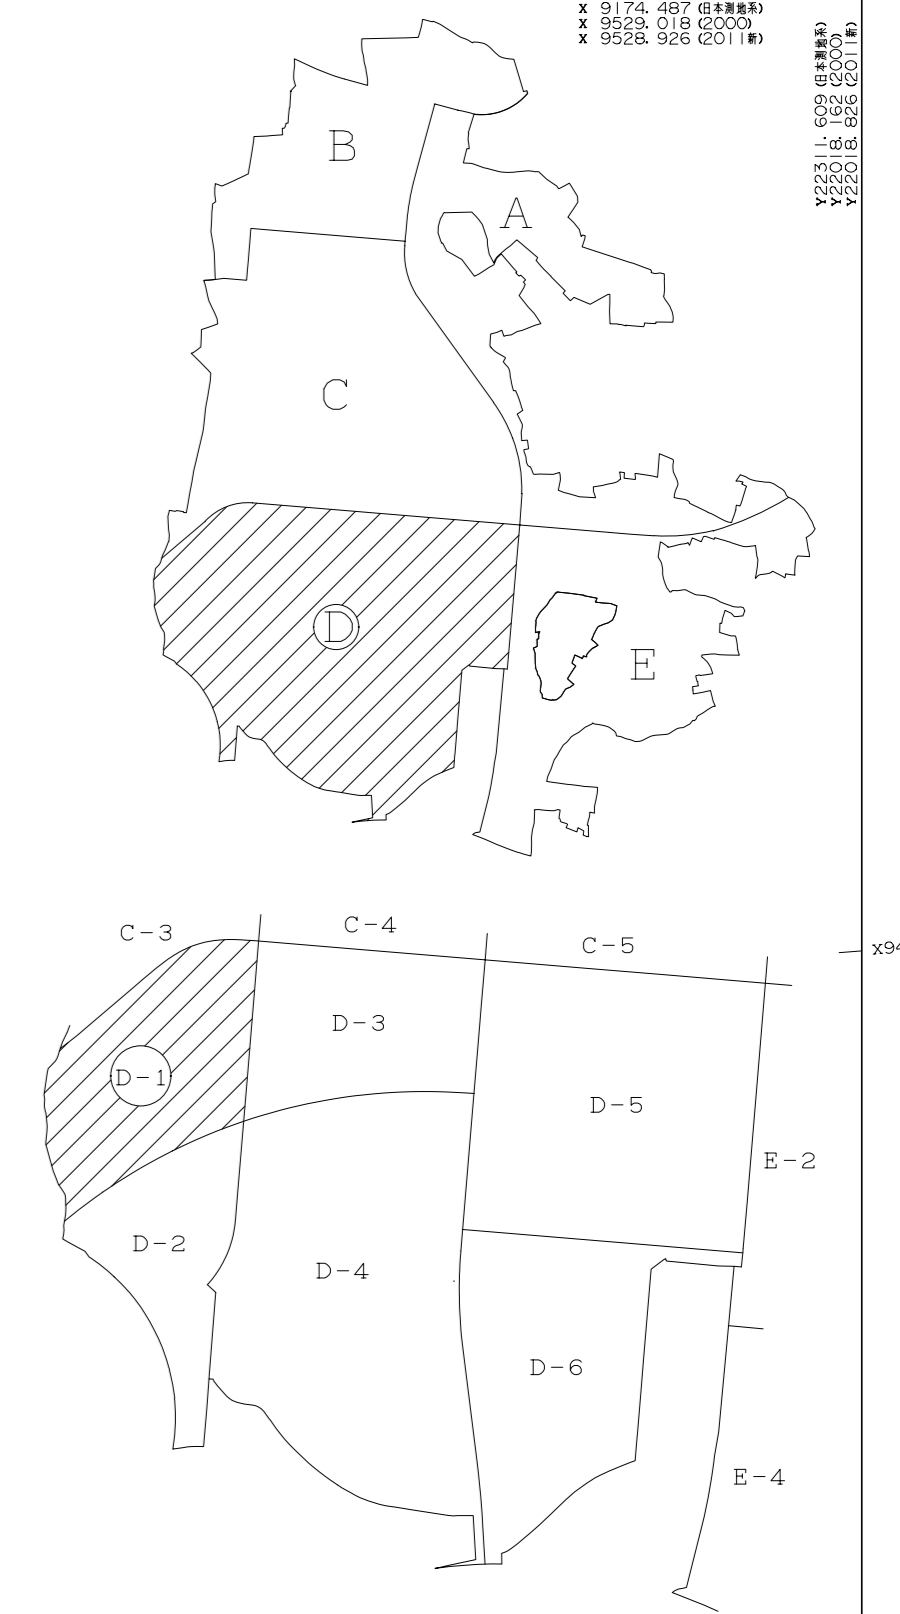 X 9174. 487 (日本測地系)
X 9529. 018 (2000)
X 9528. 926 (2011新)
Y22311. 609 (日本測地系)
Y22018. 162 (2000)
Y22018. 826 (2011新)
B
A
C
D
E
C-3
C-4
C-5
X94
D-3
D-1
D-5
E-2
D-2
D-4
D-6
E-4